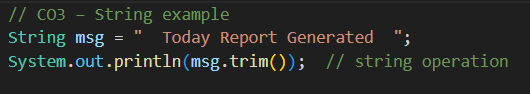 // CO3 – String example
String msg = "  Today Report Generated  ";
System.out.println(msg.trim());  // string operation